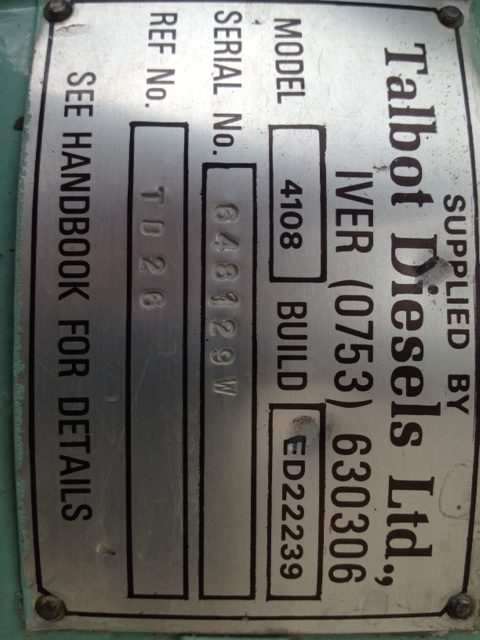 SUPPLIED BY
Talbot Diesels Ltd.,
IVER (0753) 630306
MODEL 4108 BUILD ED22239
SERIAL No. 648129W
REF No. TD26
SEE HANDBOOK FOR DETAILS